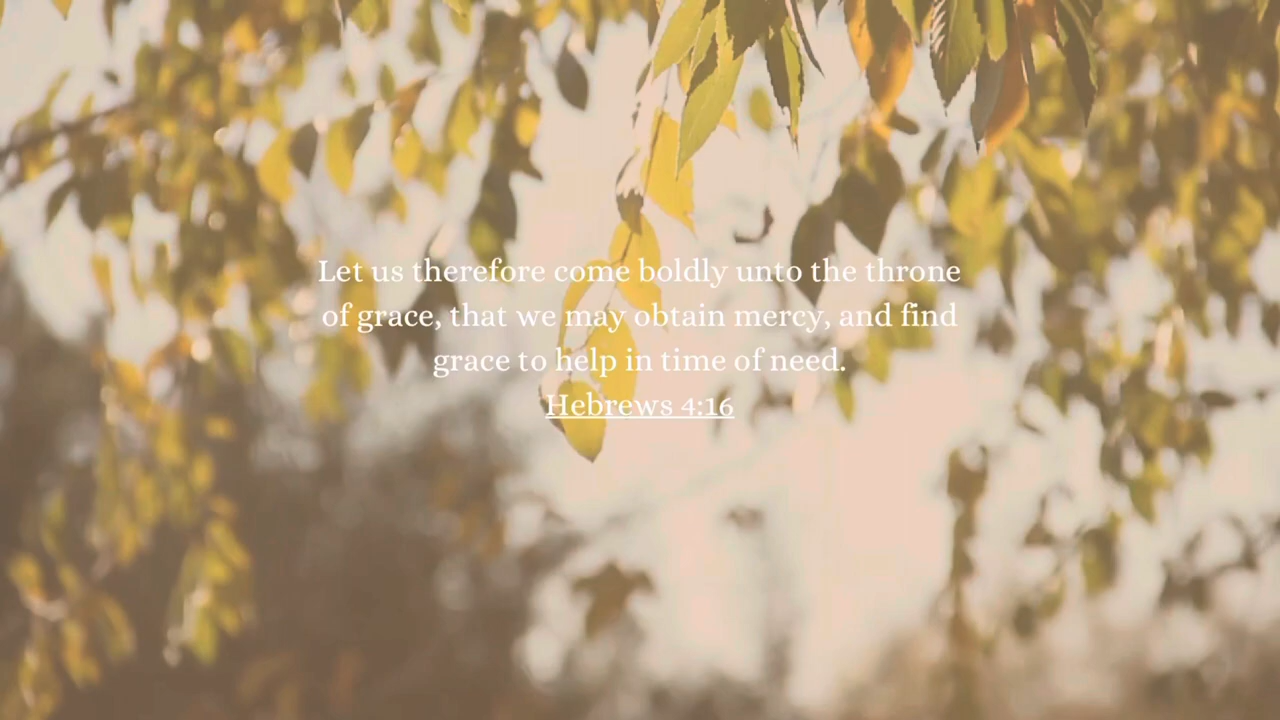 Let us therefore come boldly unto the throne
of grace, that we may obtain mercy, and find
grace to help in time of need.
Hebrews 4:16